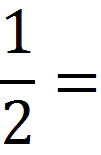 1/2 =